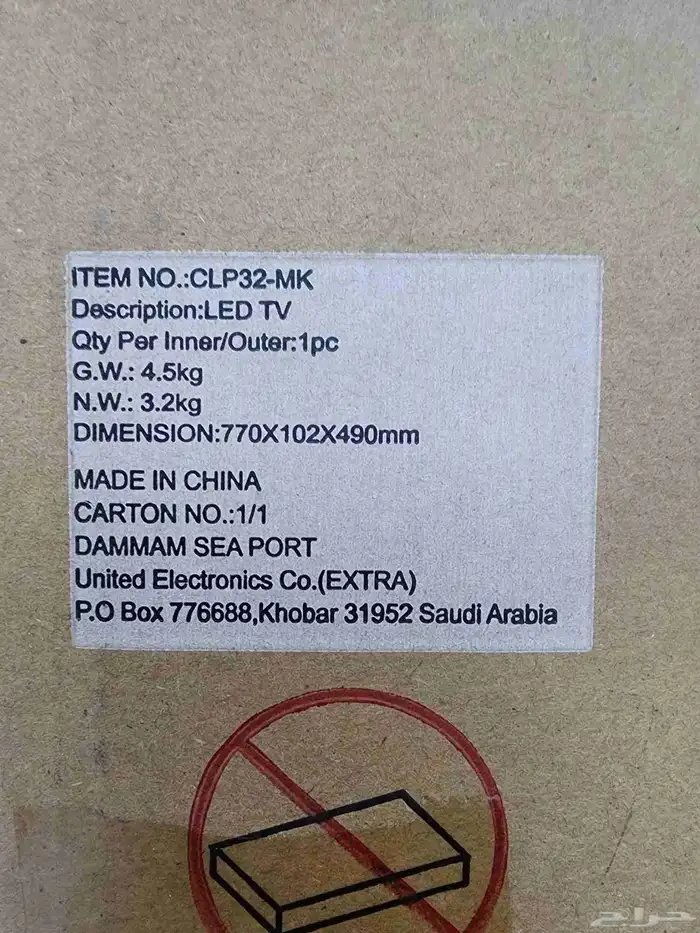 ITEM NO.:CLP32-MK
Description:LED TV
Qty Per Inner/Outer:1pc
G.W.: 4.5kg
N.W.: 3.2kg
DIMENSION:770X102X490mm
MADE IN CHINA
CARTON NO.:1/1
DAMMAM SEA PORT
United Electronics Co.(EXTRA)
P.O Box 776688,Khobar 31952 Saudi Arabia
حراج